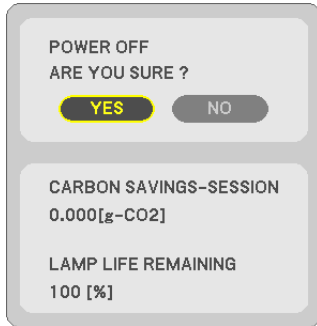 POWER OFF
ARE YOU SURE ?
YES NO
CARBON SAVINGS-SESSION
0.000[g-CO2]
LAMP LIFE REMAINING
100 [%]